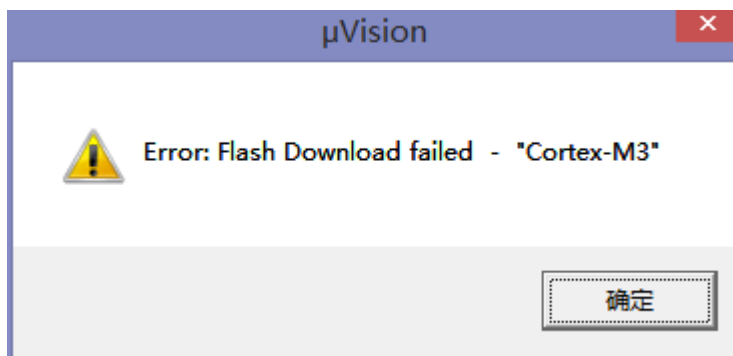 µVision
Error: Flash Download failed  -  "Cortex-M3"
确定